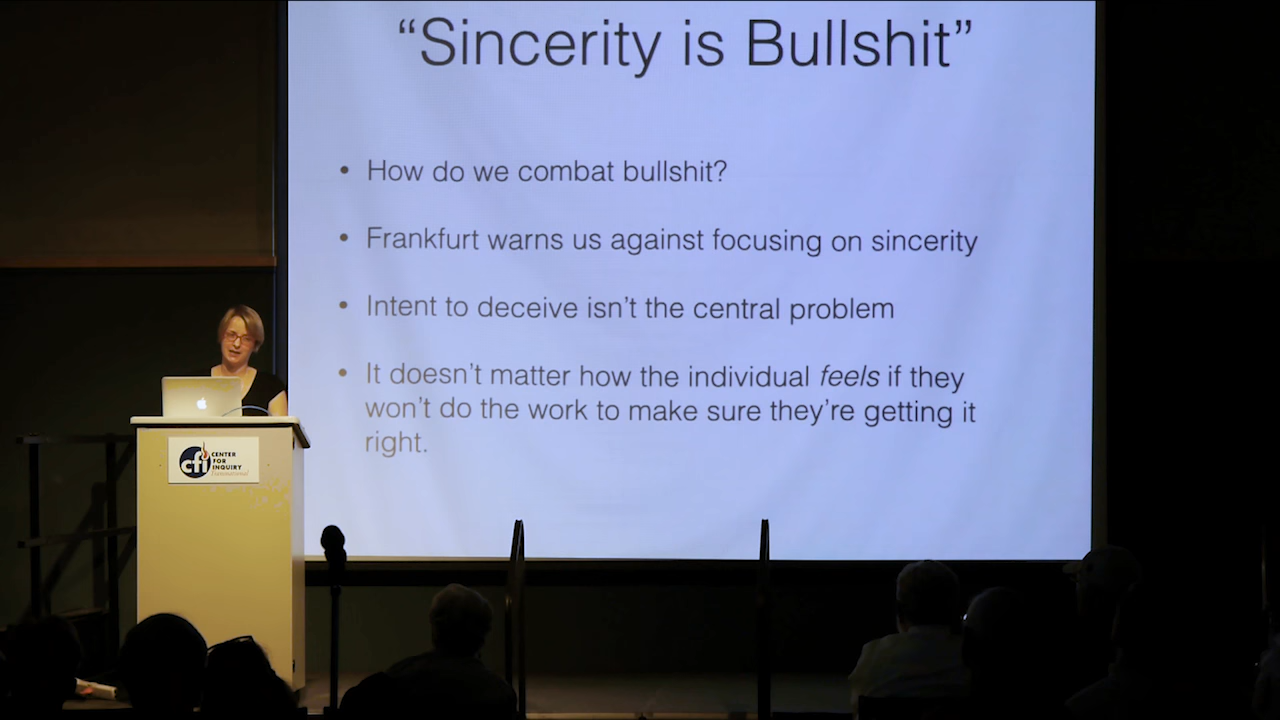 “Sincerity is Bullshit”
• How do we combat bullshit?
• Frankfurt warns us against focusing on sincerity
• Intent to deceive isn’t the central problem
• It doesn’t matter how the individual feels if they
won’t do the work to make sure they’re getting it
right.
cfi
CENTER
FOR
INQUIRY
Transnational